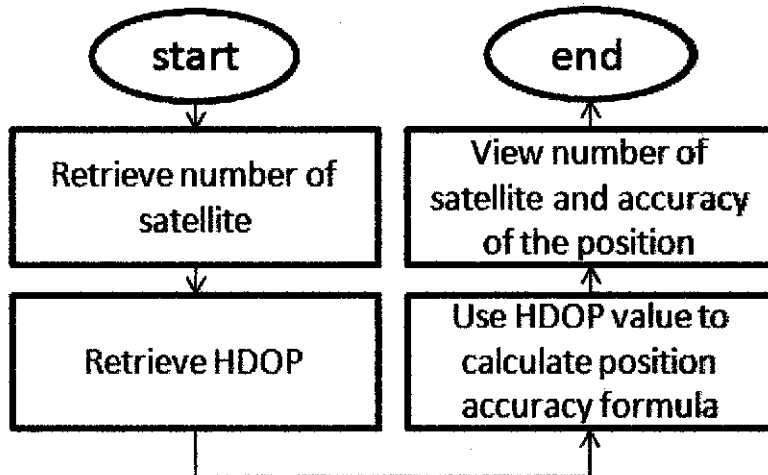 start
Retrieve number of
satellite
Retrieve HDOP
Use HDOP value to
calculate position
accuracy formula
View number of
satellite and accuracy
of the position
end